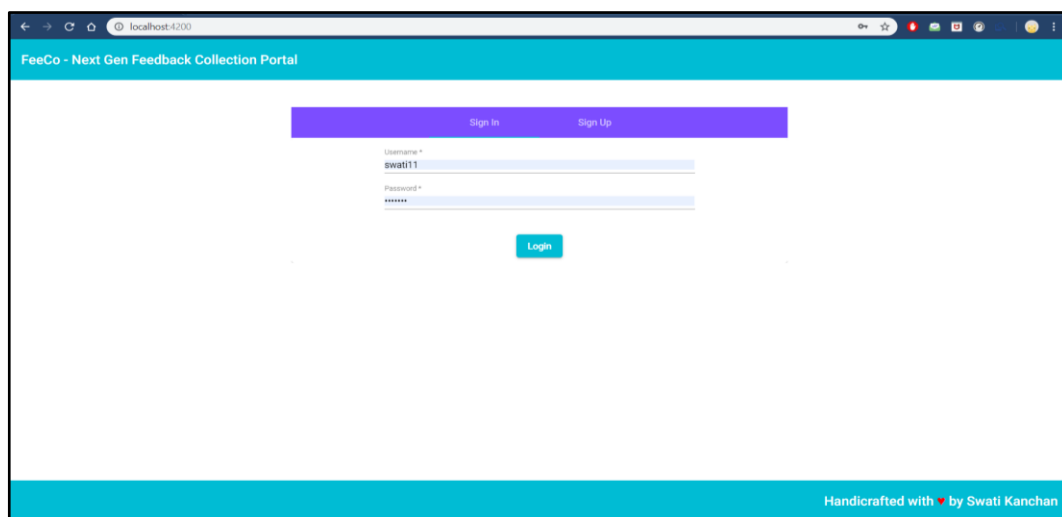 localhost:4200
FeeCo - Next Gen Feedback Collection Portal
Sign In Sign Up
Username *
swati11
Password *
•••••••
Login
Handicrafted with ♥ by Swati Kanchan